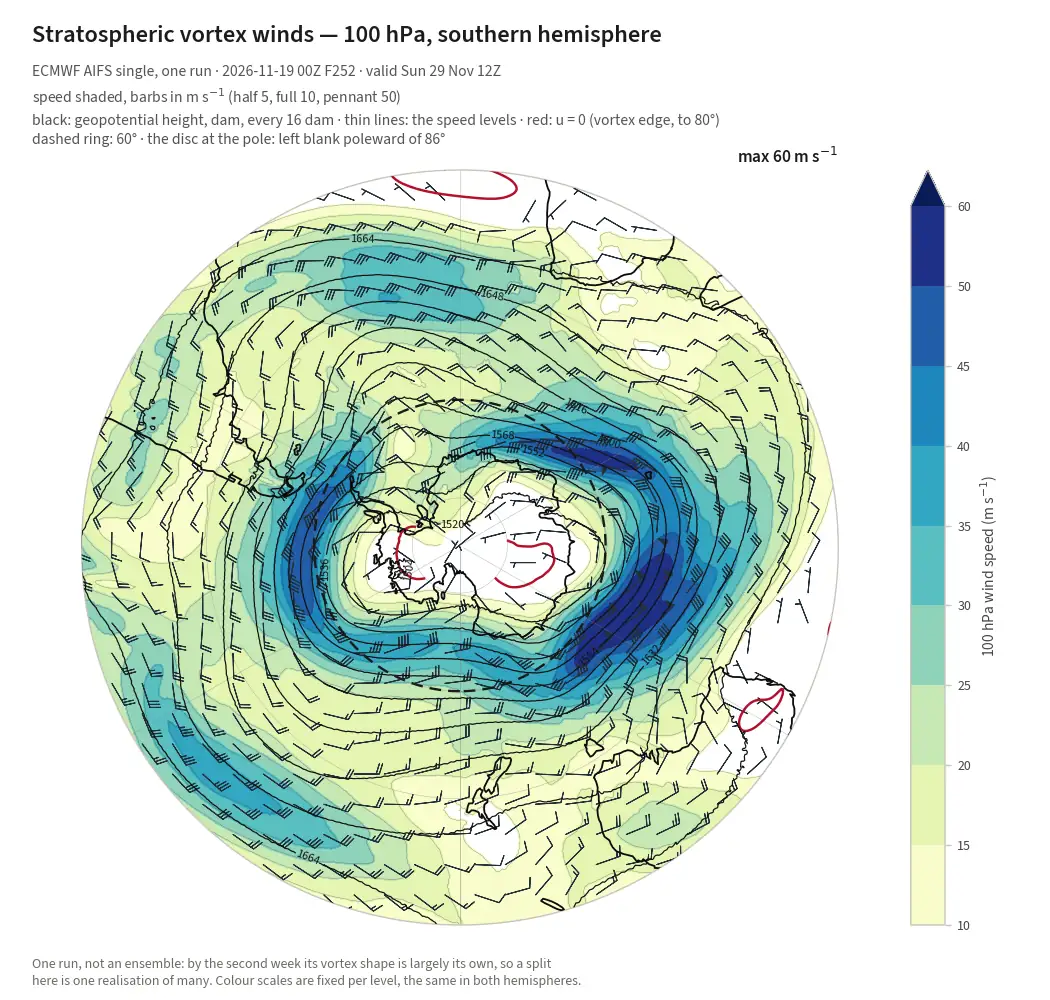 Stratospheric vortex winds — 100 hPa, southern hemisphere
ECMWF AIFS single, one run · 2026-11-19 00Z F252 · valid Sun 29 Nov 12Z
speed shaded, barbs in m s⁻¹ (half 5, full 10, pennant 50)
black: geopotential height, dam, every 16 dam · thin lines: the speed levels · red: u = 0 (vortex edge, to 80°)
dashed ring: 60° · the disc at the pole: left blank poleward of 86°
max 60 m s⁻¹
60
50
45
40
35
30
25
20
15
10
100 hPa wind speed (m s⁻¹)
1664
1648
1616
1568
1552
1520
1536
1632
1664
One run, not an ensemble: by the second week its vortex shape is largely its own, so a split
here is one realisation of many. Colour scales are fixed per level, the same in both hemispheres.